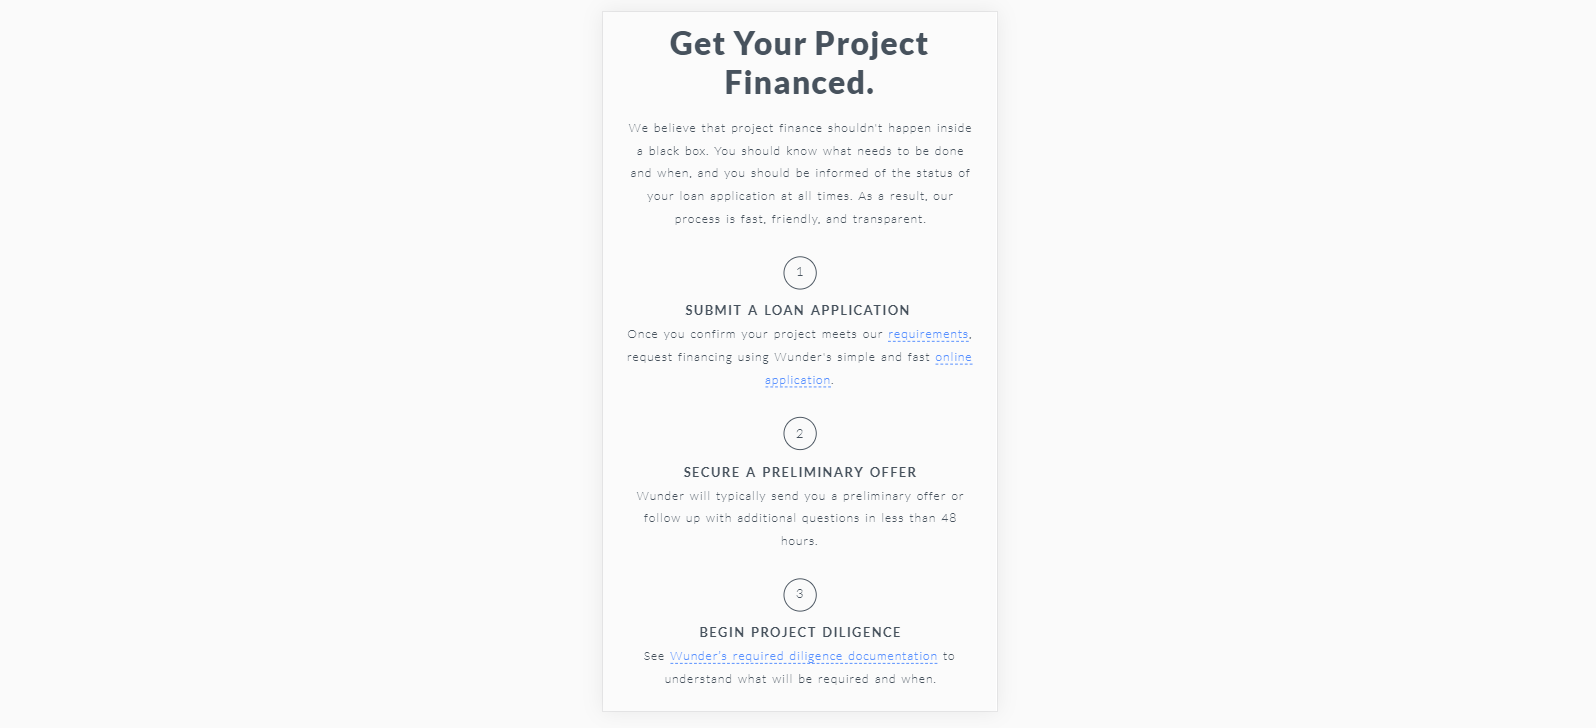 Get Your Project
Financed.
We believe that project finance shouldn't happen inside
a black box. You should know what needs to be done
and when, and you should be informed of the status of
your loan application at all times. As a result, our
process is fast, friendly, and transparent.
1
SUBMIT A LOAN APPLICATION
Once you confirm your project meets our requirements,
request financing using Wunder's simple and fast online
application.
2
SECURE A PRELIMINARY OFFER
Wunder will typically send you a preliminary offer or
follow up with additional questions in less than 48
hours.
3
BEGIN PROJECT DILIGENCE
See Wunder's required diligence documentation to
understand what will be required and when.